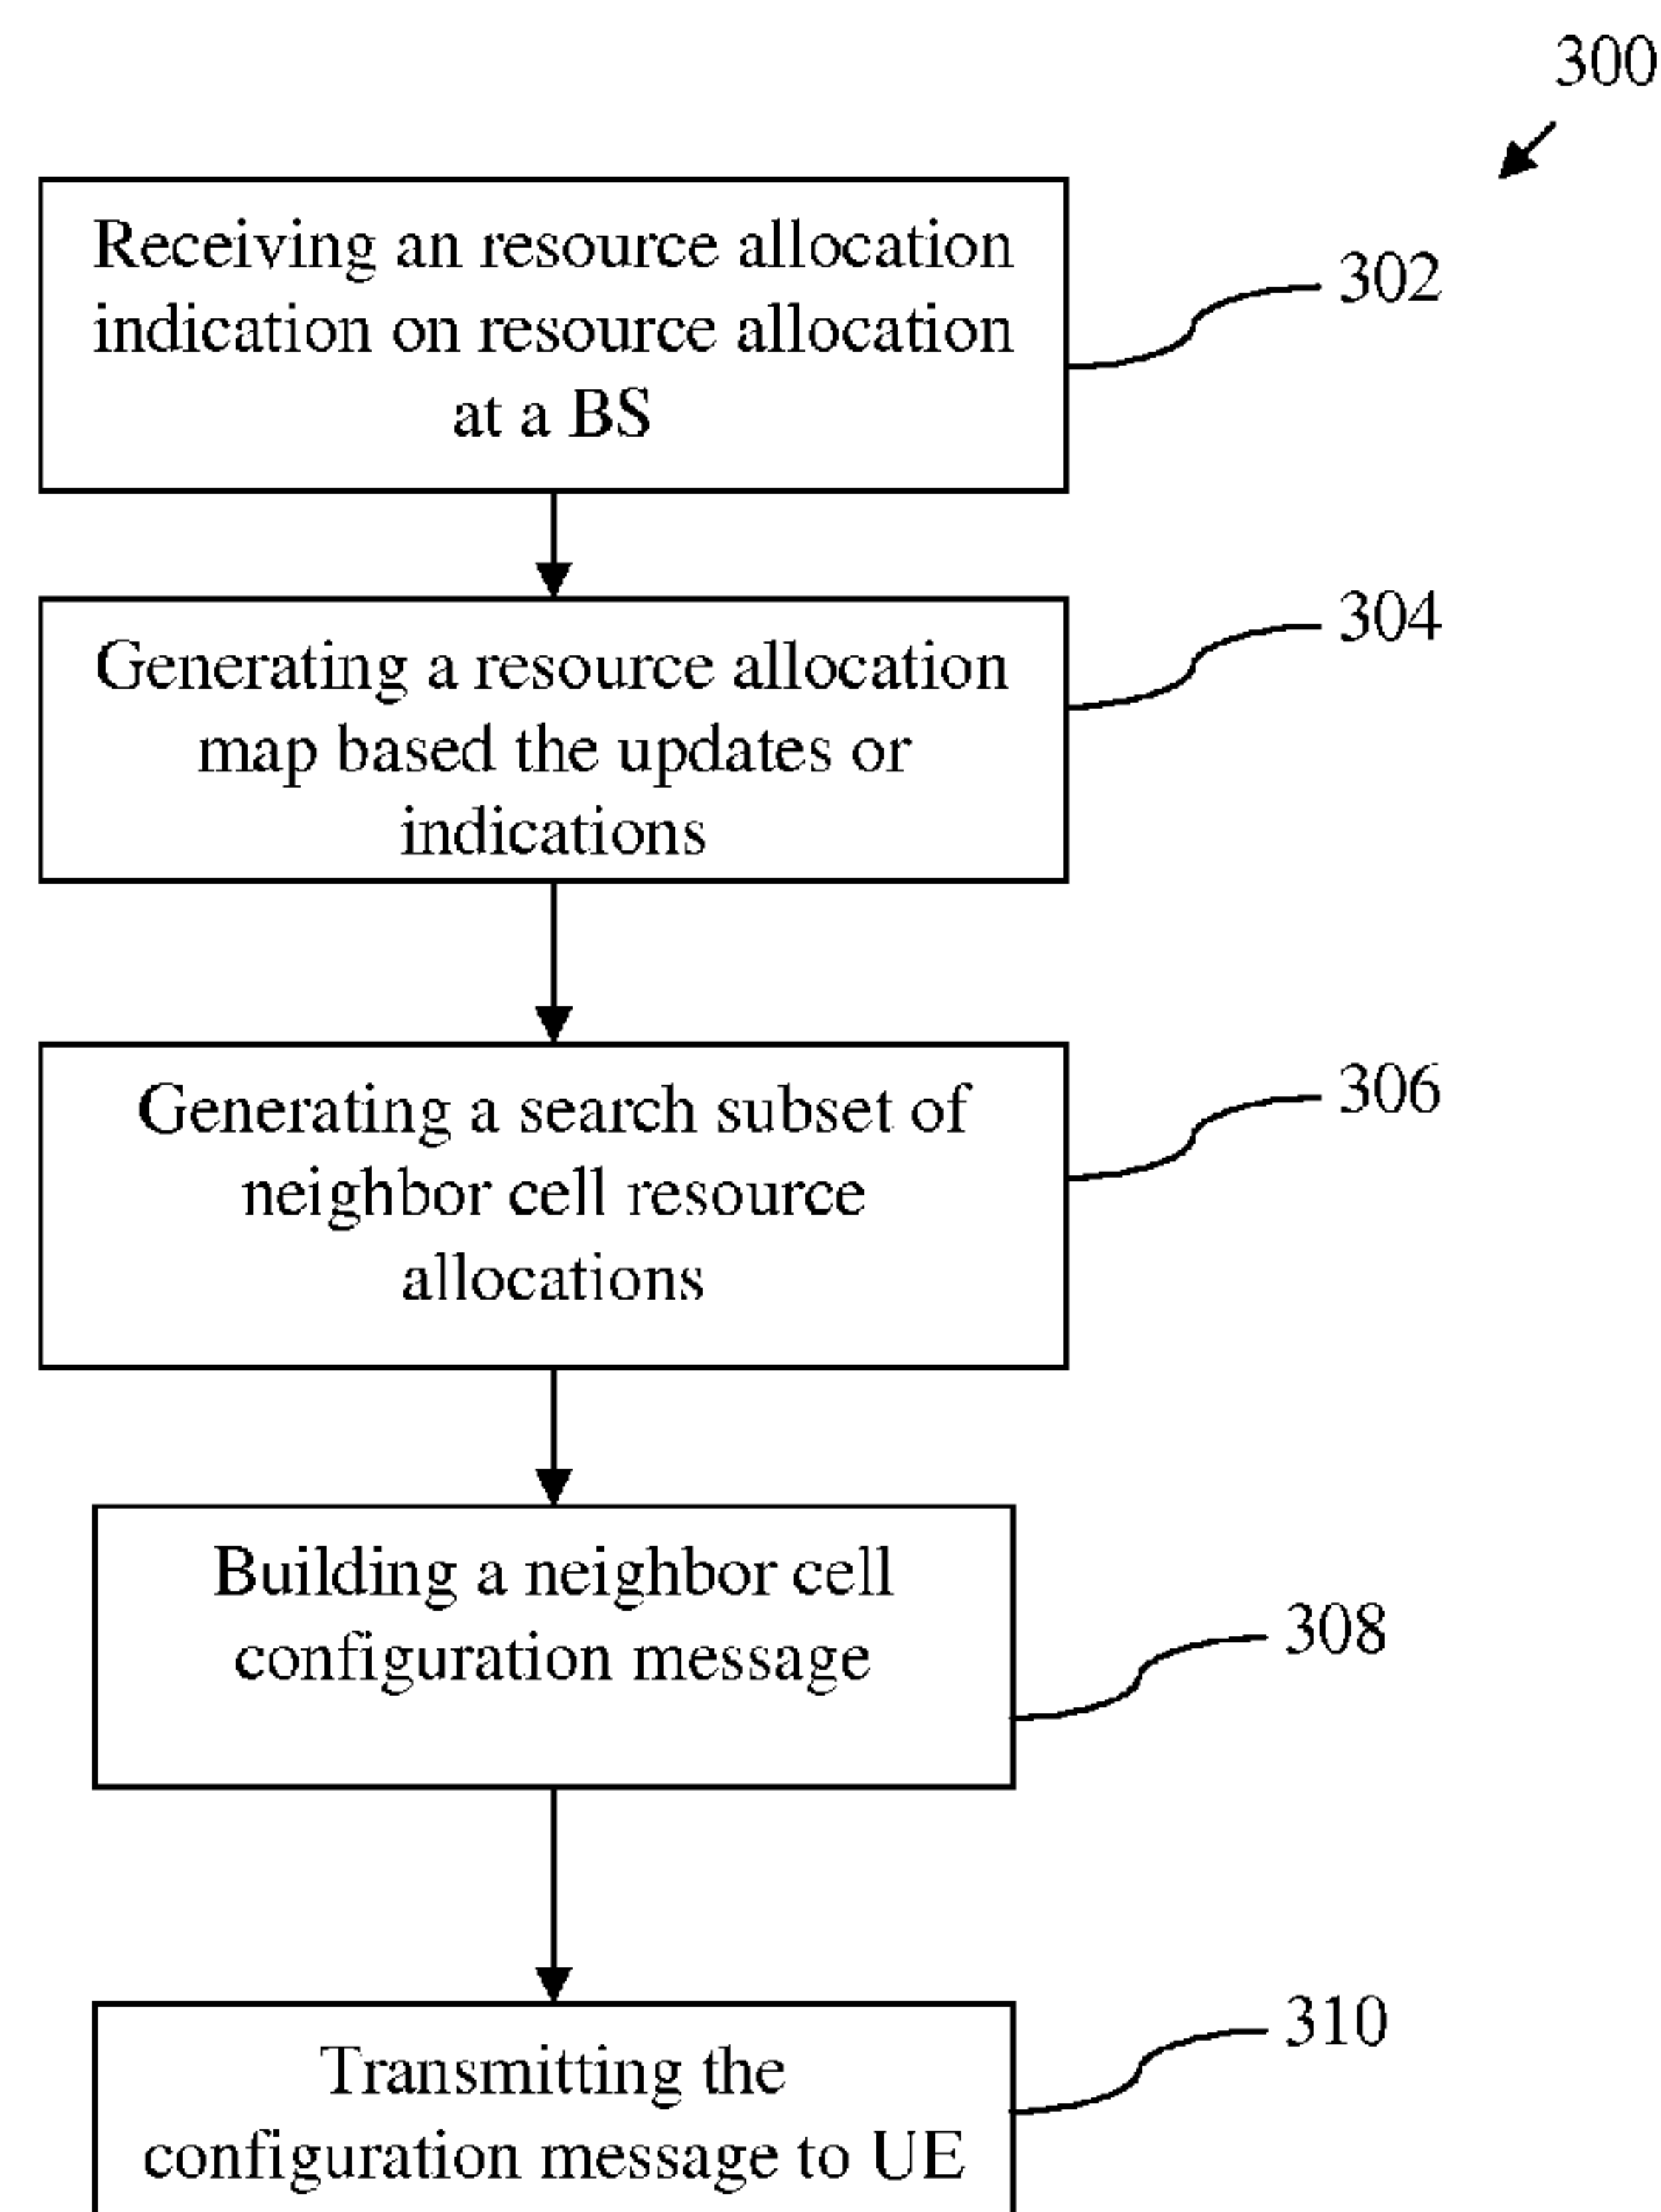 300
Receiving an resource allocation
indication on resource allocation
at a BS
302
Generating a resource allocation
map based the updates or
indications
304
Generating a search subset of
neighbor cell resource
allocations
306
Building a neighbor cell
configuration message
308
Transmitting the
configuration message to UE
310